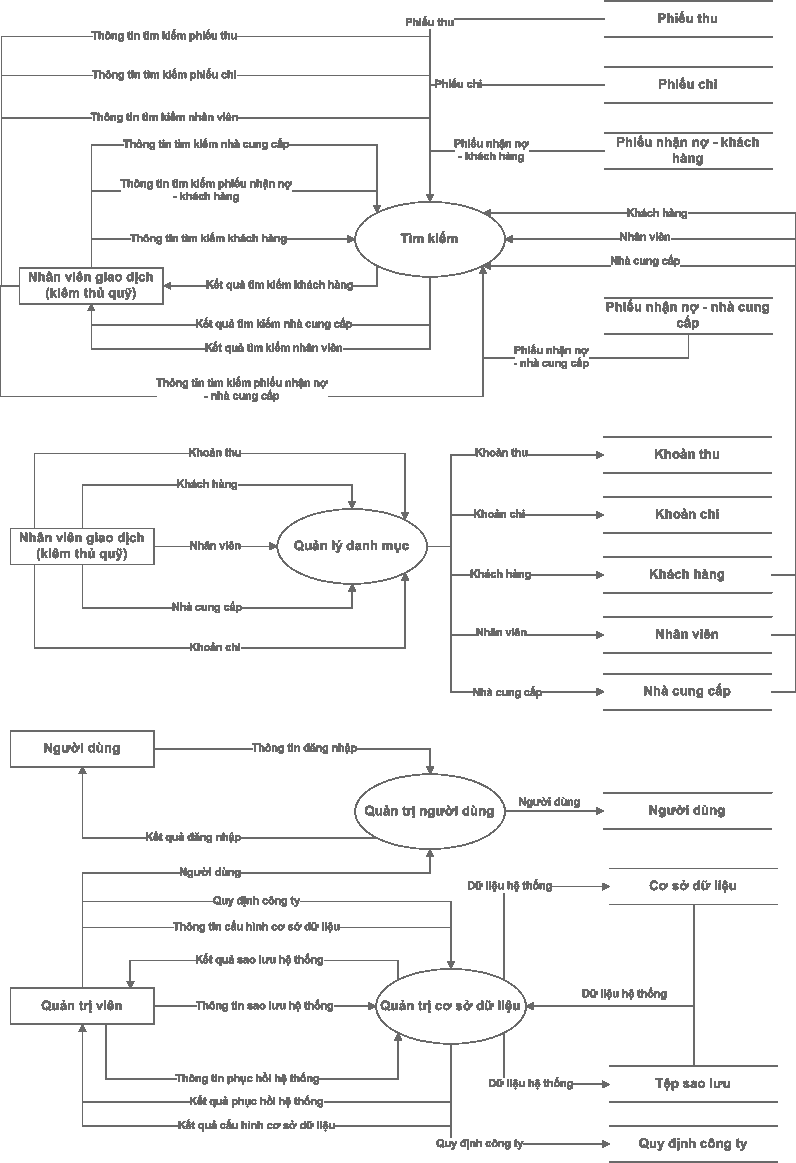 Phiếu thu
Phiếu thu
Thông tin tìm kiếm phiếu thu
Thông tin tìm kiếm phiếu chi
Phiếu chi
Phiếu chi
Thông tin tìm kiếm nhân viên
Thông tin tìm kiếm nhà cung cấp
Phiếu nhận nợ
- khách hàng
Phiếu nhận nợ - khách
hàng
Thông tin tìm kiếm phiếu nhận nợ
- khách hàng
Khách hàng
Thông tin tìm kiếm khách hàng
Tìm kiếm
Nhân viên
Nhà cung cấp
Nhân viên giao dịch
(kiêm thủ quỹ)
Kết quả tìm kiếm khách hàng
Phiếu nhận nợ - nhà cung
cấp
Kết quả tìm kiếm nhà cung cấp
Kết quả tìm kiếm nhân viên
Phiếu nhận nợ
- nhà cung cấp
Thông tin tìm kiếm phiếu nhận nợ
- nhà cung cấp
Khoản thu
Khoản thu
Khoản thu
Khách hàng
Khoản chi
Khoản chi
Nhân viên giao dịch
(kiêm thủ quỹ)
Nhân viên
Quản lý danh mục
Khách hàng
Khách hàng
Nhà cung cấp
Nhân viên
Nhân viên
Khoản chi
Nhà cung cấp
Nhà cung cấp
Người dùng
Thông tin đăng nhập
Quản trị người dùng
Người dùng
Người dùng
Kết quả đăng nhập
Người dùng
Dữ liệu hệ thống
Cơ sở dữ liệu
Quy định công ty
Thông tin cấu hình cơ sở dữ liệu
Kết quả sao lưu hệ thống
Dữ liệu hệ thống
Quản trị viên
Thông tin sao lưu hệ thống
Quản trị cơ sở dữ liệu
Thông tin phục hồi hệ thống
Dữ liệu hệ thống
Tệp sao lưu
Kết quả phục hồi hệ thống
Kết quả cấu hình cơ sở dữ liệu
Quy định công ty
Quy định công ty